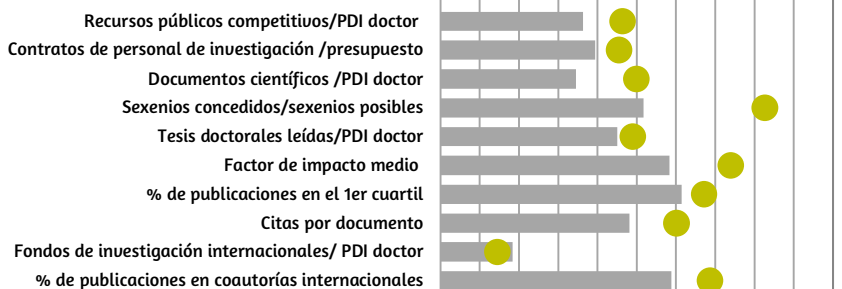 Recursos públicos competitivos/PDI doctor
Contratos de personal de investigación /presupuesto
Documentos científicos /PDI doctor
Sexenios concedidos/sexenios posibles
Tesis doctorales leídas/PDI doctor
Factor de impacto medio
% de publicaciones en el 1er cuartil
Citas por documento
Fondos de investigación internacionales/ PDI doctor
% de publicaciones en coautorías internacionales